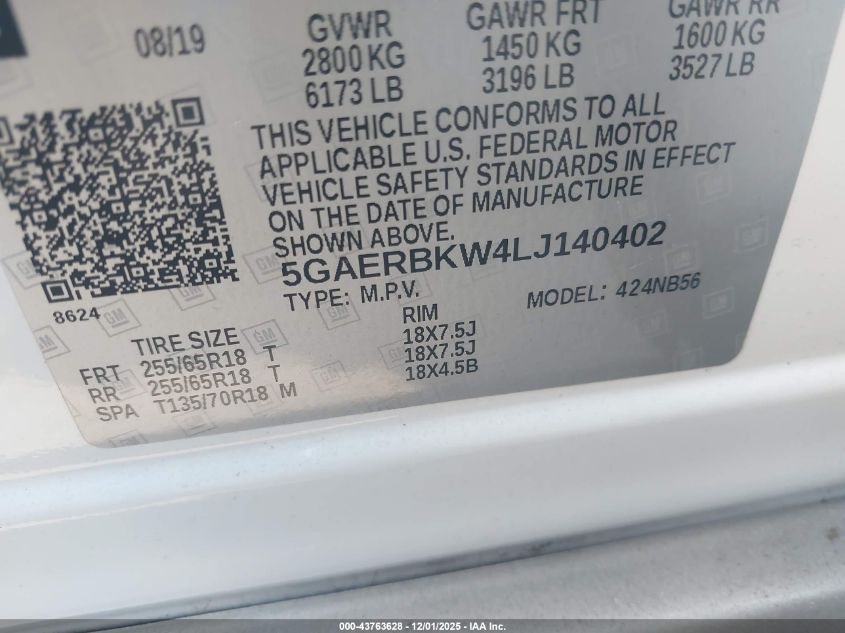 08/19
GVWR GAWR FRT GAWR RR
2800 KG 1450 KG 1600 KG
6173 LB 3196 LB 3527 LB
THIS VEHICLE CONFORMS TO ALL
APPLICABLE U.S. FEDERAL MOTOR
VEHICLE SAFETY STANDARDS IN EFFECT
ON THE DATE OF MANUFACTURE
SHOWN ABOVE.
5GAERBKW4LJ140402
TYPE: M.P.V. MODEL: 424NB56
8624
TIRE SIZE RIM
FRT 255/65R18 T 18X7.5J
RR 255/65R18 T 18X7.5J
SPA T135/70R18 M 18X4.5B
GM
000-43763628 - 12/01/2025 - IAA Inc.